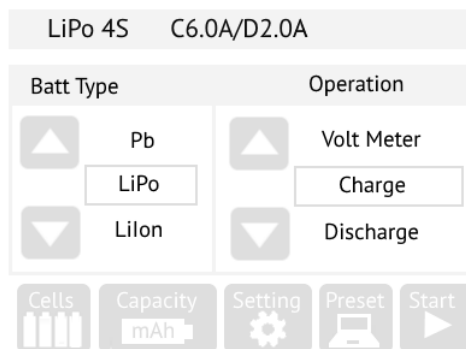 LiPo 4S C6.0A/D2.0A
Batt Type Operation
Pb Volt Meter
LiPo Charge
LiIon Discharge
Cells Capacity Setting Preset Start
mAh